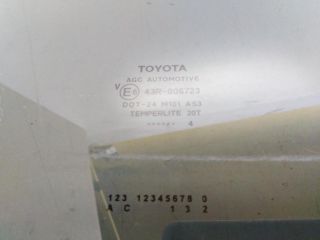 TOYOTA
AGC AUTOMOTIVE
V E6 43R-006723
DOT-24 M101 AS3
TEMPERLITE 20T
4
123 12345678 0
A C 1 3 2